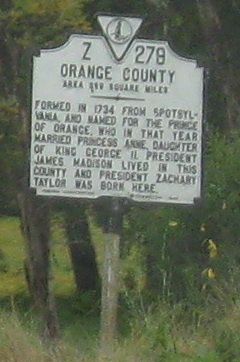 Z 278
ORANGE COUNTY
AREA 359 SQUARE MILES
FORMED IN 1734 FROM SPOTSYL-
VANIA, AND NAMED FOR THE PRINCE
OF ORANGE, WHO IN THAT YEAR
MARRIED PRINCESS ANNE, DAUGHTER
OF KING GEORGE II. PRESIDENT
JAMES MADISON LIVED IN THIS
COUNTY AND PRESIDENT ZACHARY
TAYLOR WAS BORN HERE.